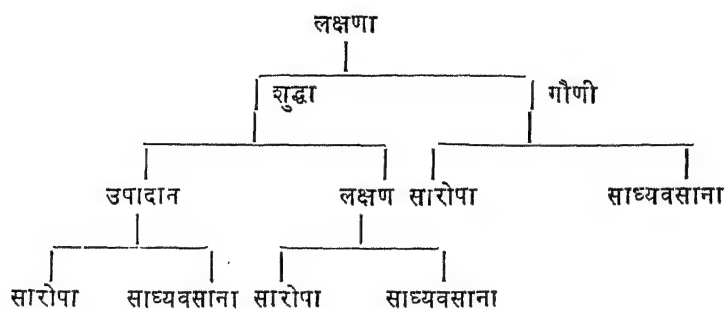 लक्षणा
शुद्धा गौणी
उपादान लक्षण सारोपा साध्यवसाना
सारोपा साध्यवसाना सारोपा साध्यवसाना